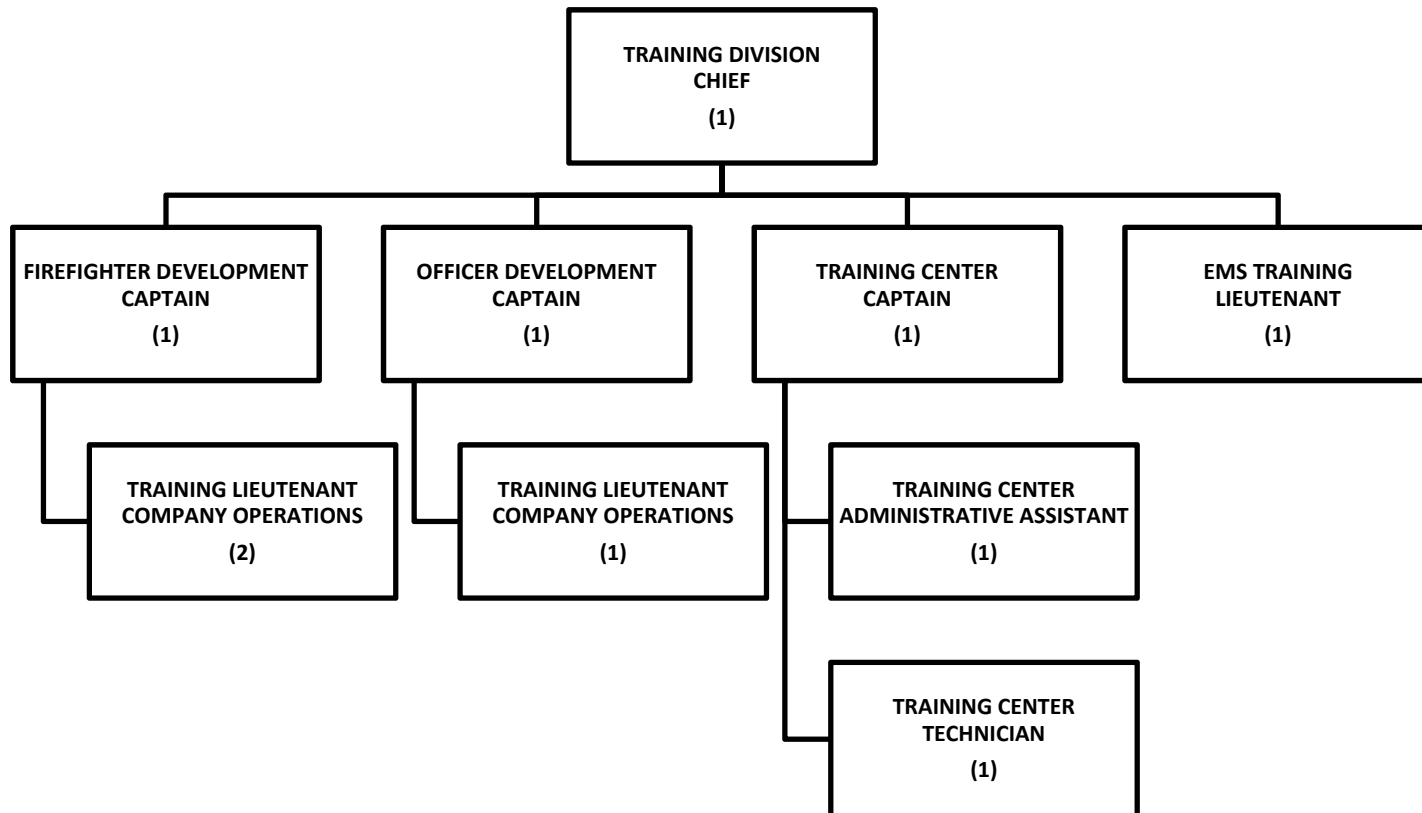 TRAINING DIVISION
CHIEF
(1)
FIREFIGHTER DEVELOPMENT
CAPTAIN
(1)
OFFICER DEVELOPMENT
CAPTAIN
(1)
TRAINING CENTER
CAPTAIN
(1)
EMS TRAINING
LIEUTENANT
(1)
TRAINING LIEUTENANT
COMPANY OPERATIONS
(2)
TRAINING LIEUTENANT
COMPANY OPERATIONS
(1)
TRAINING CENTER
ADMINISTRATIVE ASSISTANT
(1)
TRAINING CENTER
TECHNICIAN
(1)